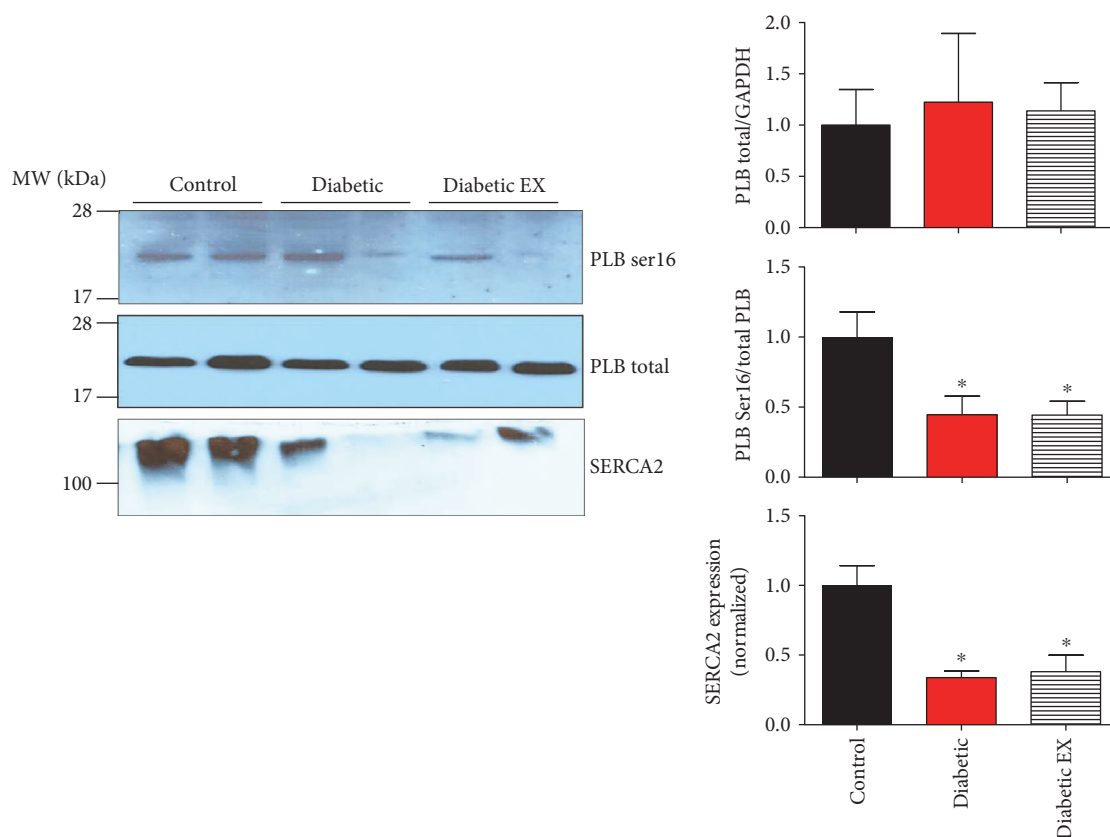 MW (kDa)
Control
Diabetic
Diabetic EX
28
17
PLB ser16
28
17
PLB total
100
SERCA2
PLB total/GAPDH
2.0
1.5
1.0
0.5
0.0
PLB Ser16/total PLB
1.5
1.0
0.5
0.0
*
*
SERCA2 expression
(normalized)
1.5
1.0
0.5
0.0
*
*
Control
Diabetic
Diabetic EX